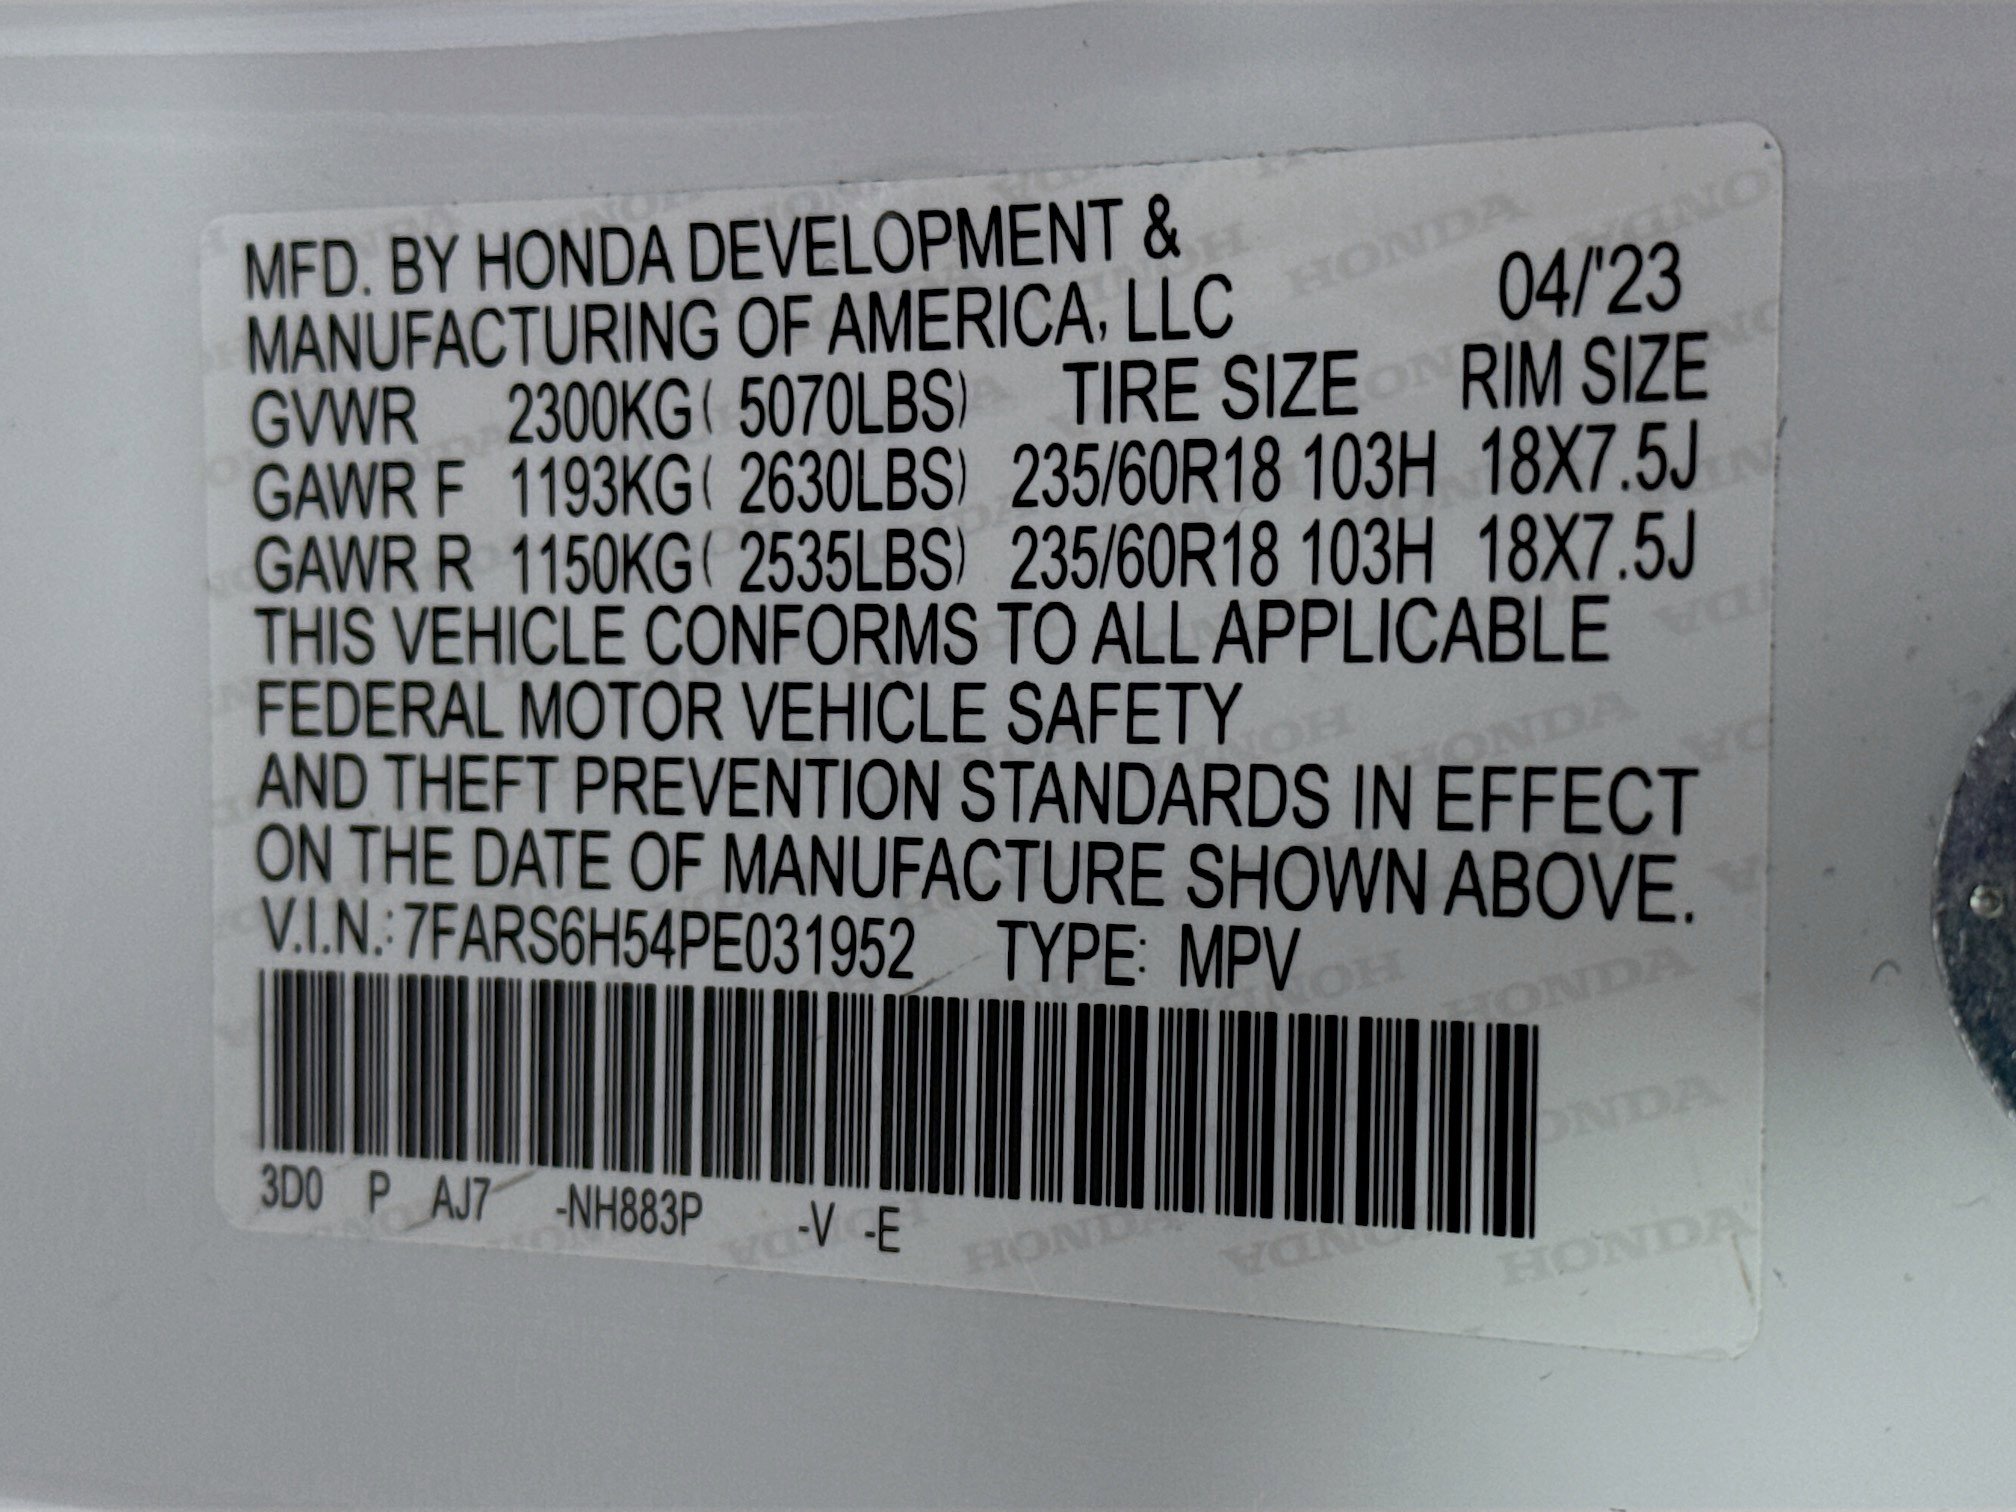 MFD. BY HONDA DEVELOPMENT &
MANUFACTURING OF AMERICA, LLC 04/'23
GVWR 2300KG( 5070LBS) TIRE SIZE RIM SIZE
GAWR F 1193KG( 2630LBS) 235/60R18 103H 18X7.5J
GAWR R 1150KG( 2535LBS) 235/60R18 103H 18X7.5J
THIS VEHICLE CONFORMS TO ALL APPLICABLE
FEDERAL MOTOR VEHICLE SAFETY
AND THEFT PREVENTION STANDARDS IN EFFECT
ON THE DATE OF MANUFACTURE SHOWN ABOVE.
V.I.N.: 7FARS6H54PE031952 TYPE: MPV
3D0 P AJ7 -NH883P -V -E